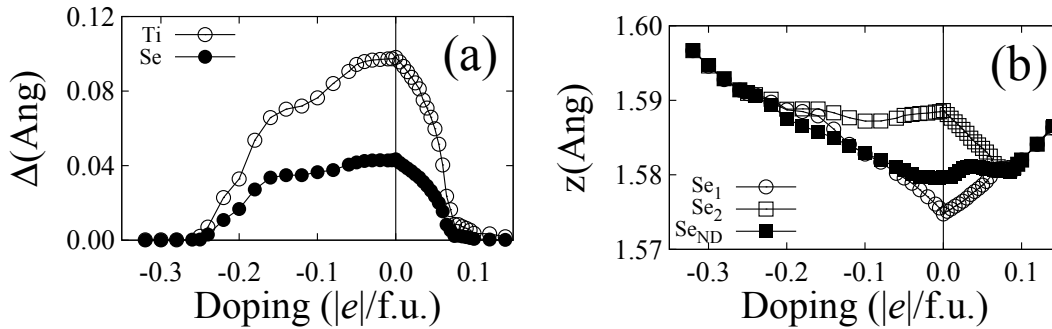 Δ(Ang)
0.12
0.08
0.04
0.00
Ti
Se
(a)
-0.3 -0.2 -0.1 0.0 0.1
Doping (|e|/f.u.)
z(Ang)
1.60
1.59
1.58
1.57
(b)
Se1
Se2
SeND
-0.3 -0.2 -0.1 0.0 0.1
Doping (|e|/f.u.)